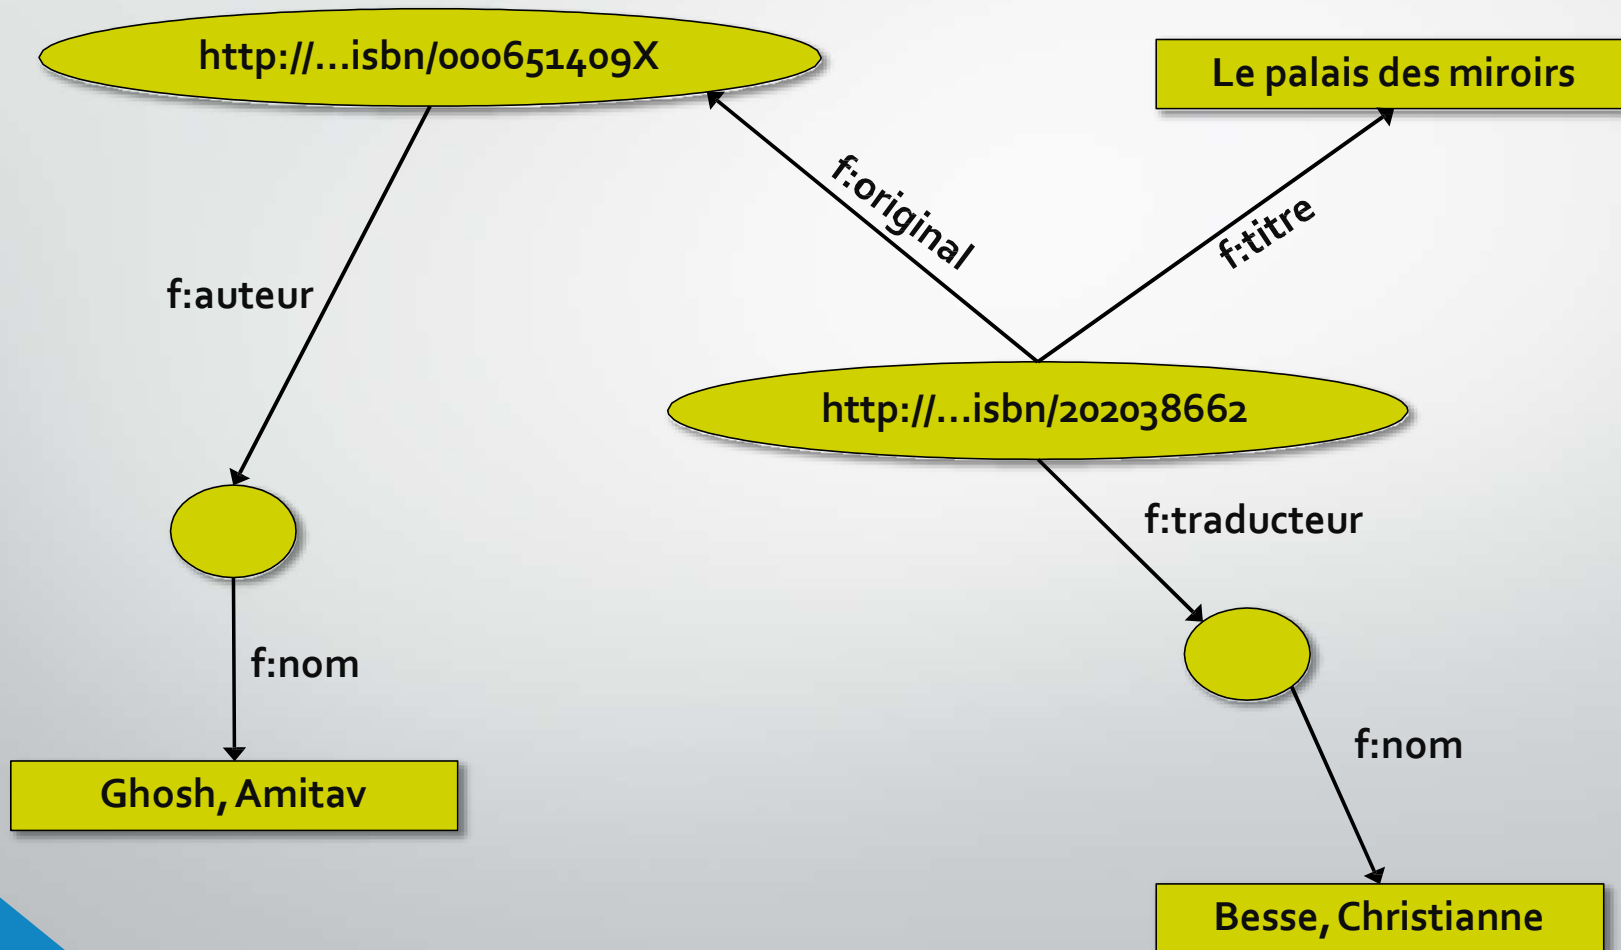 http://...isbn/000651409X
Le palais des miroirs
f:original
f:titre
f:auteur
http://...isbn/202038662
f:traducteur
f:nom
f:nom
Ghosh, Amitav
Besse, Christianne